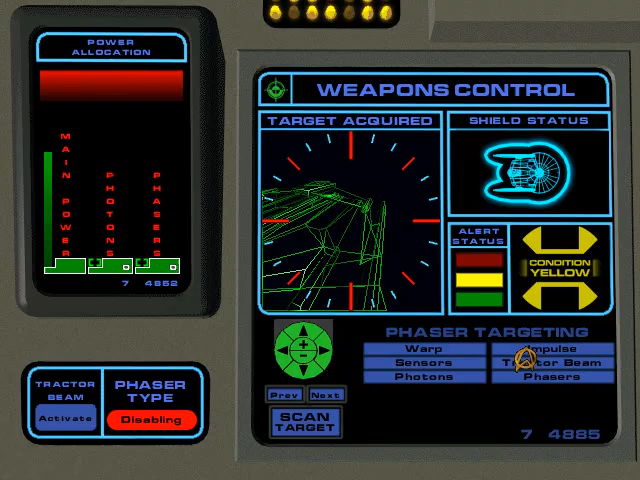 POWER
ALLOCATION
MAIN POWER
PHOTONS
PHASERS
7 4852
WEAPONS CONTROL
TARGET ACQUIRED
SHIELD STATUS
ALERT
STATUS
CONDITION
YELLOW
PHASER TARGETING
Warp
Impulse
Sensors
Tractor Beam
Photons
Phasers
Prev
Next
SCAN
TARGET
7 4885
TRACTOR
BEAM
Activate
PHASER
TYPE
Disabling